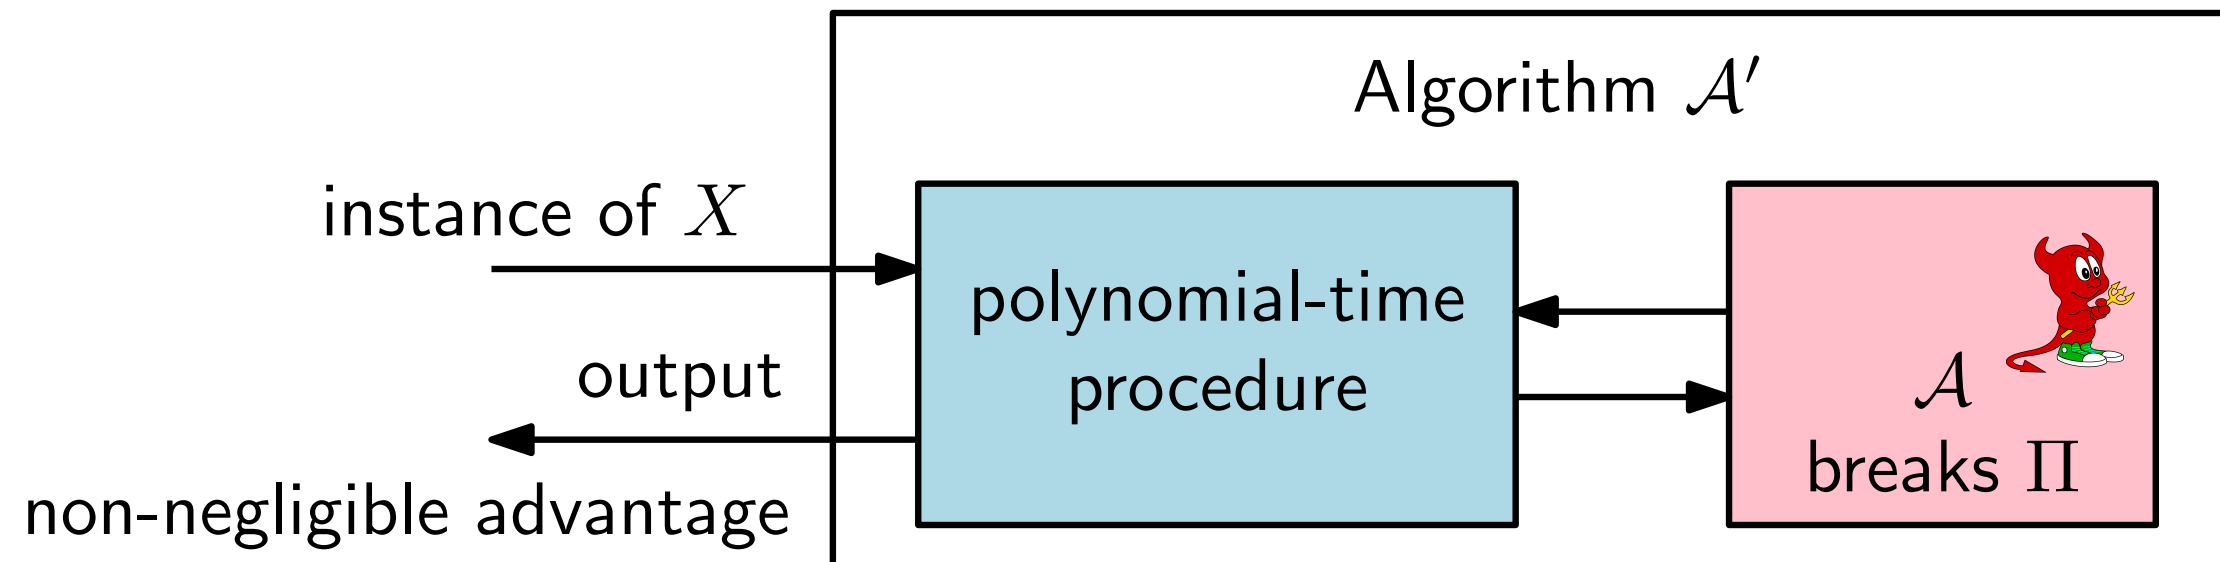 Algorithm 𝒜′
instance of X
polynomial-time
procedure
output
non-negligible advantage
𝒜
breaks Π